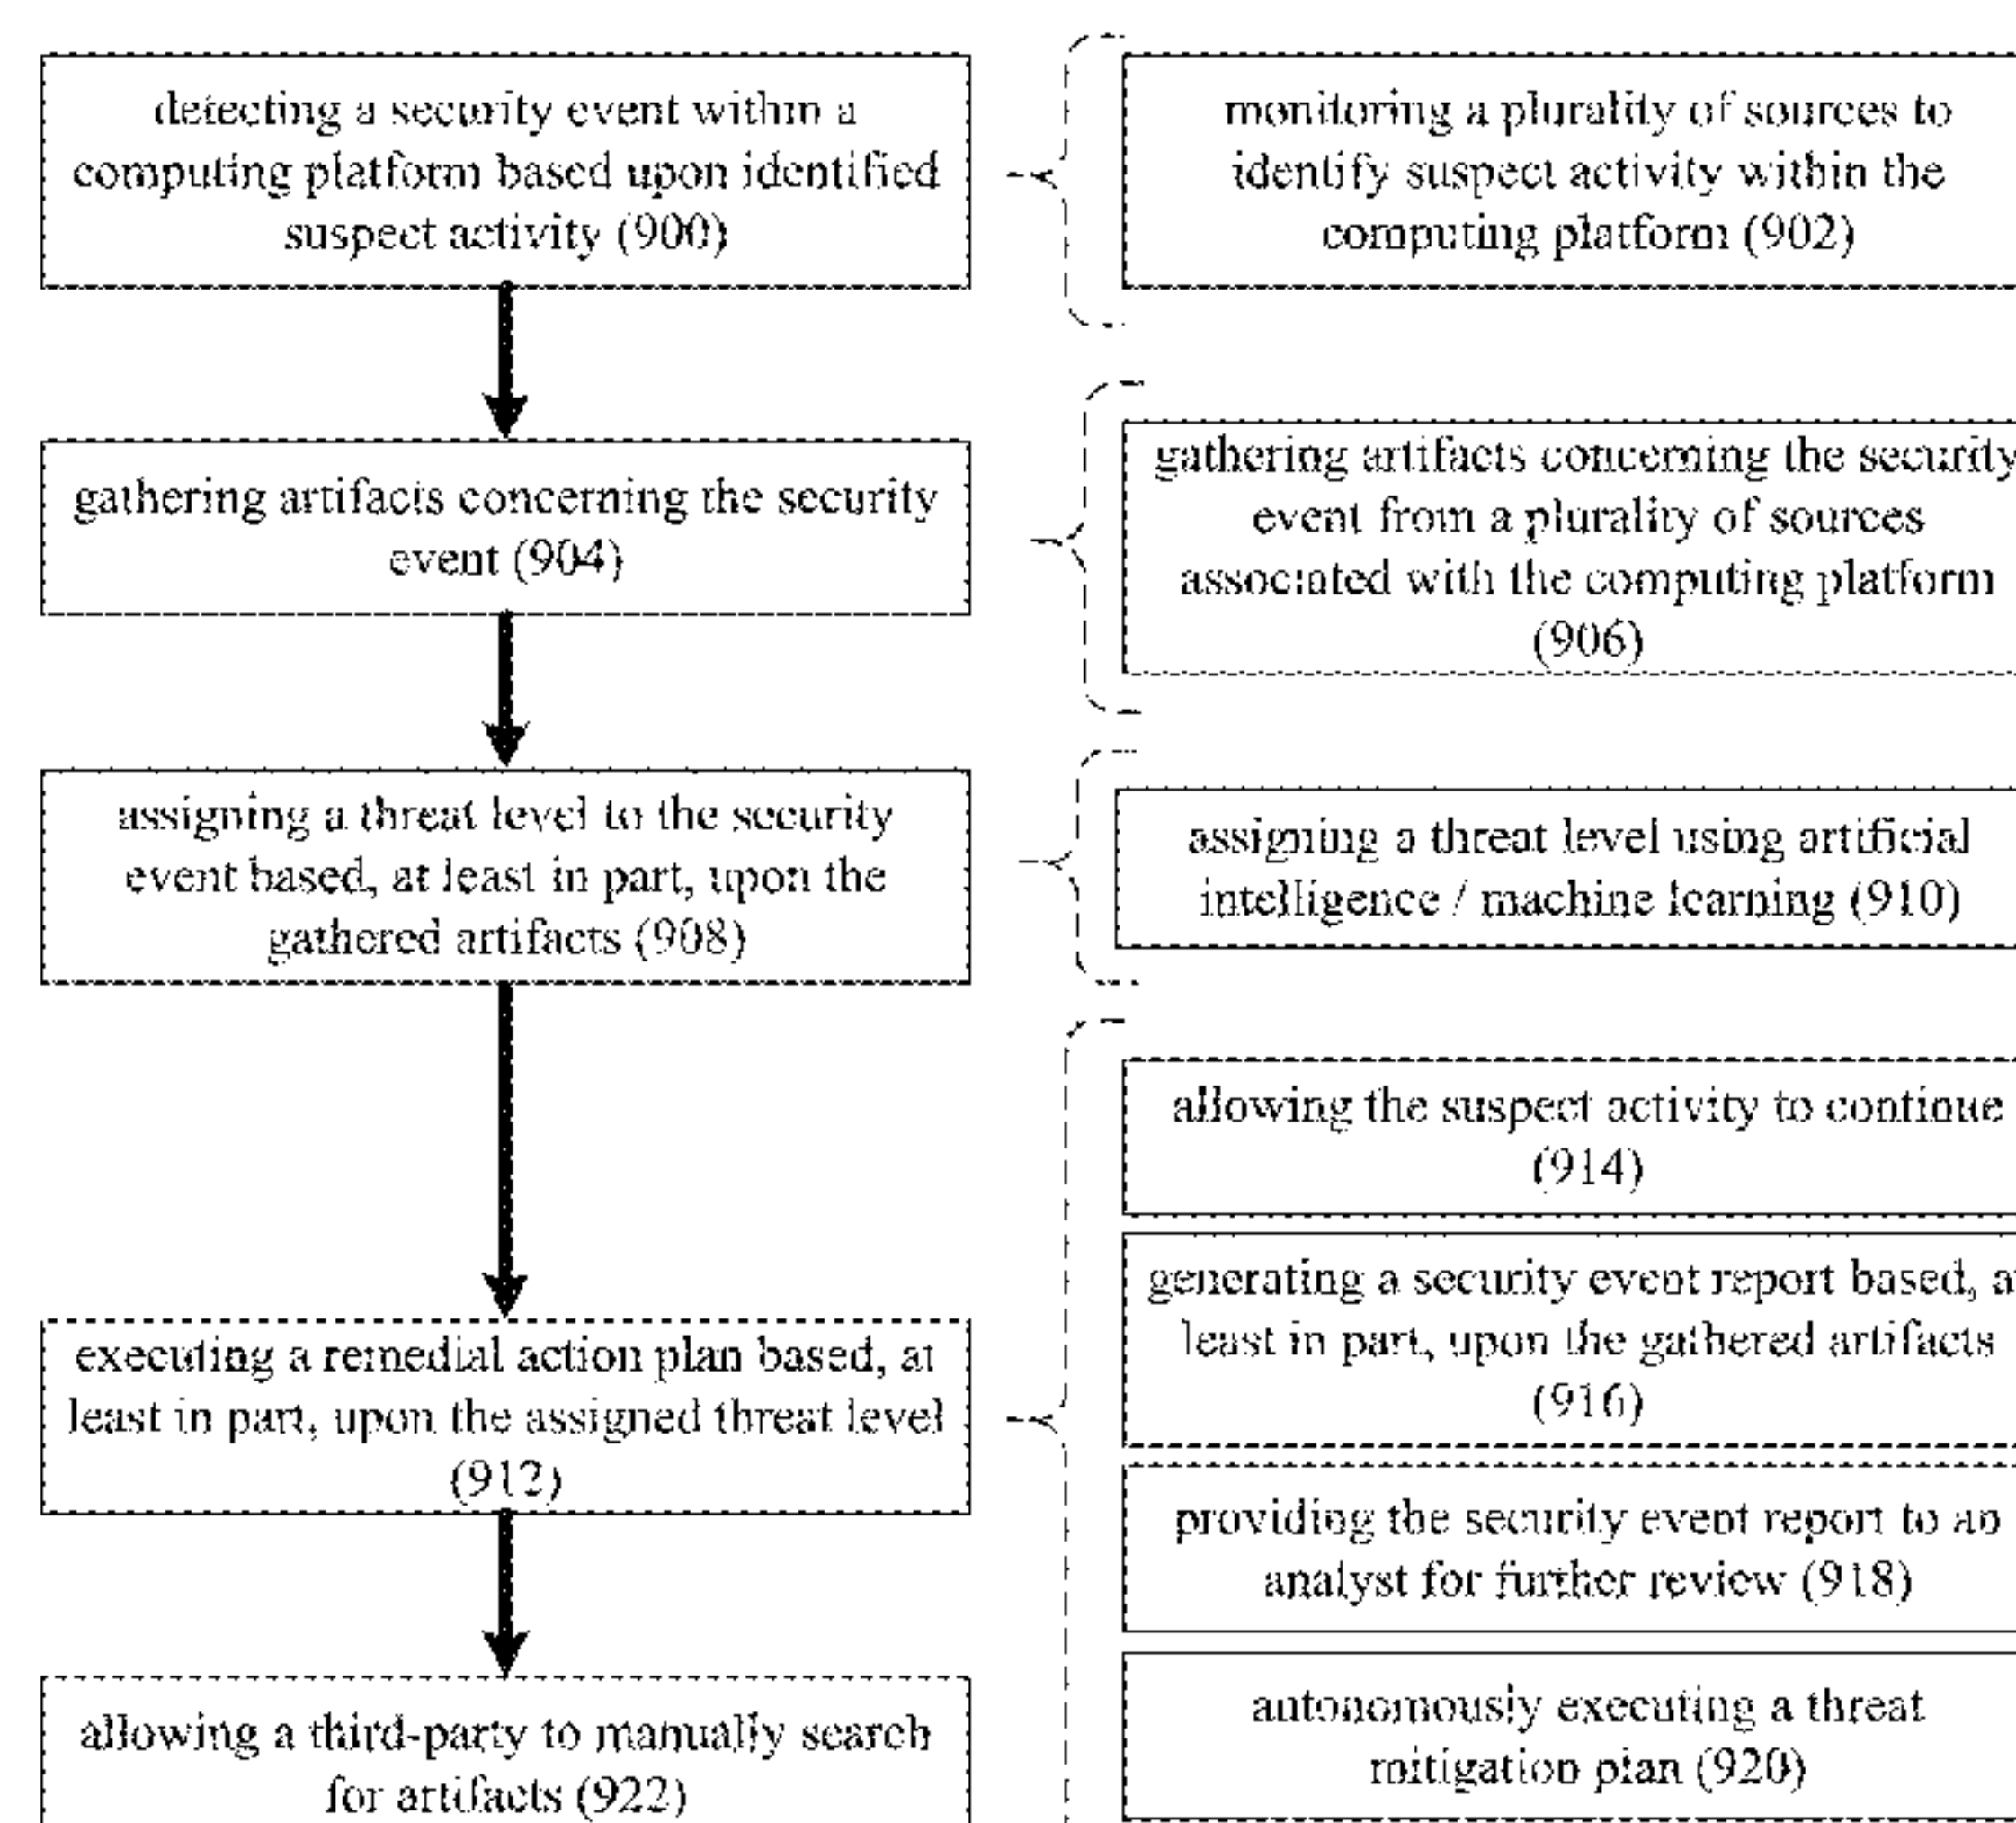 detecting a security event within a
computing platform based upon identified
suspect activity (900)
monitoring a plurality of sources to
identify suspect activity within the
computing platform (902)
gathering artifacts concerning the security
event (904)
gathering artifacts concerning the security
event from a plurality of sources
associated with the computing platform
(906)
assigning a threat level to the security
event based, at least in part, upon the
gathered artifacts (908)
assigning a threat level using artificial
intelligence / machine learning (910)
executing a remedial action plan based, at
least in part, upon the assigned threat level
(912)
allowing the suspect activity to continue
(914)
generating a security event report based, a
least in part, upon the gathered artifacts
(916)
providing the security event report to an
analyst for further review (918)
autonomously executing a threat
mitigation plan (920)
allowing a third-party to manually search
for artifacts (922)